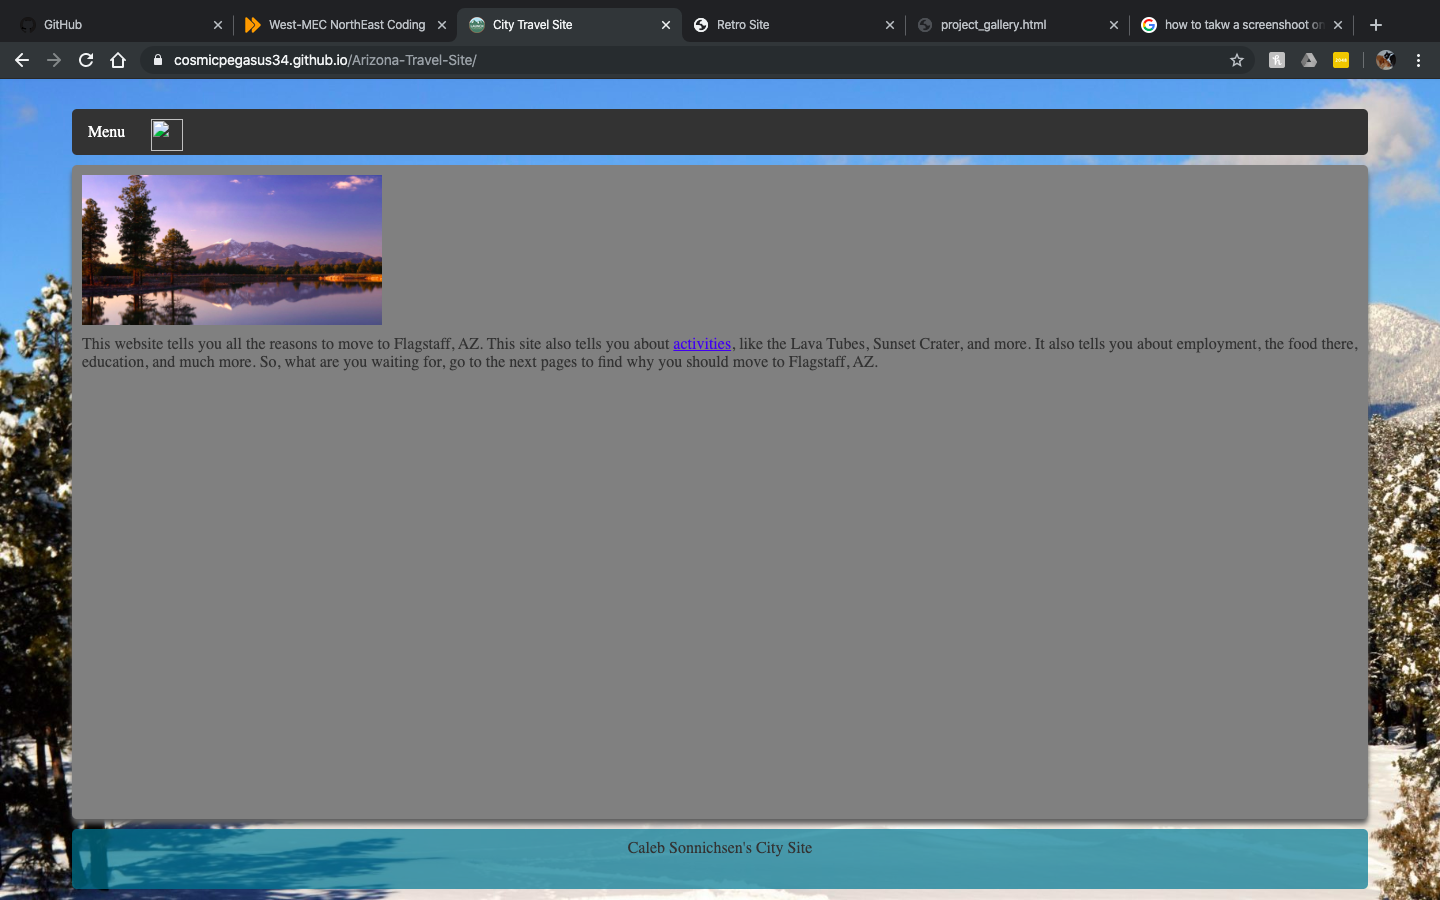 GitHub
West-MEC NorthEast Coding
City Travel Site
Retro Site
project_gallery.html
how to takw a screenshoot on
cosmicpegasus34.github.io/Arizona-Travel-Site/
Menu
This website tells you all the reasons to move to Flagstaff, AZ. This site also tells you about activities, like the Lava Tubes, Sunset Crater, and more. It also tells you about employment, the food there,
education, and much more. So, what are you waiting for, go to the next pages to find why you should move to Flagstaff, AZ.
Caleb Sonnichsen's City Site